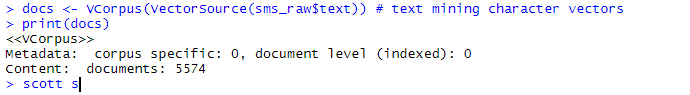 > docs <- VCorpus(VectorSource(sms_raw$text)) # text mining character vectors
> print(docs)
<<VCorpus>>
Metadata:  corpus specific: 0, document level (indexed): 0
Content:  documents: 5574
> scott s